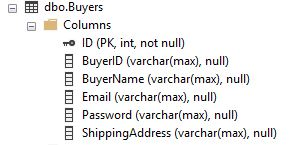 dbo.Buyers
Columns
ID (PK, int, not null)
BuyerID (varchar(max), null)
BuyerName (varchar(max), null)
Email (varchar(max), null)
Password (varchar(max), null)
ShippingAddress (varchar(max), null)